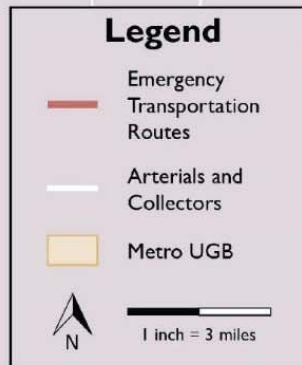 Legend
Emergency
Transportation
Routes
Arterials and
Collectors
Metro UGB
N
1 inch = 3 miles